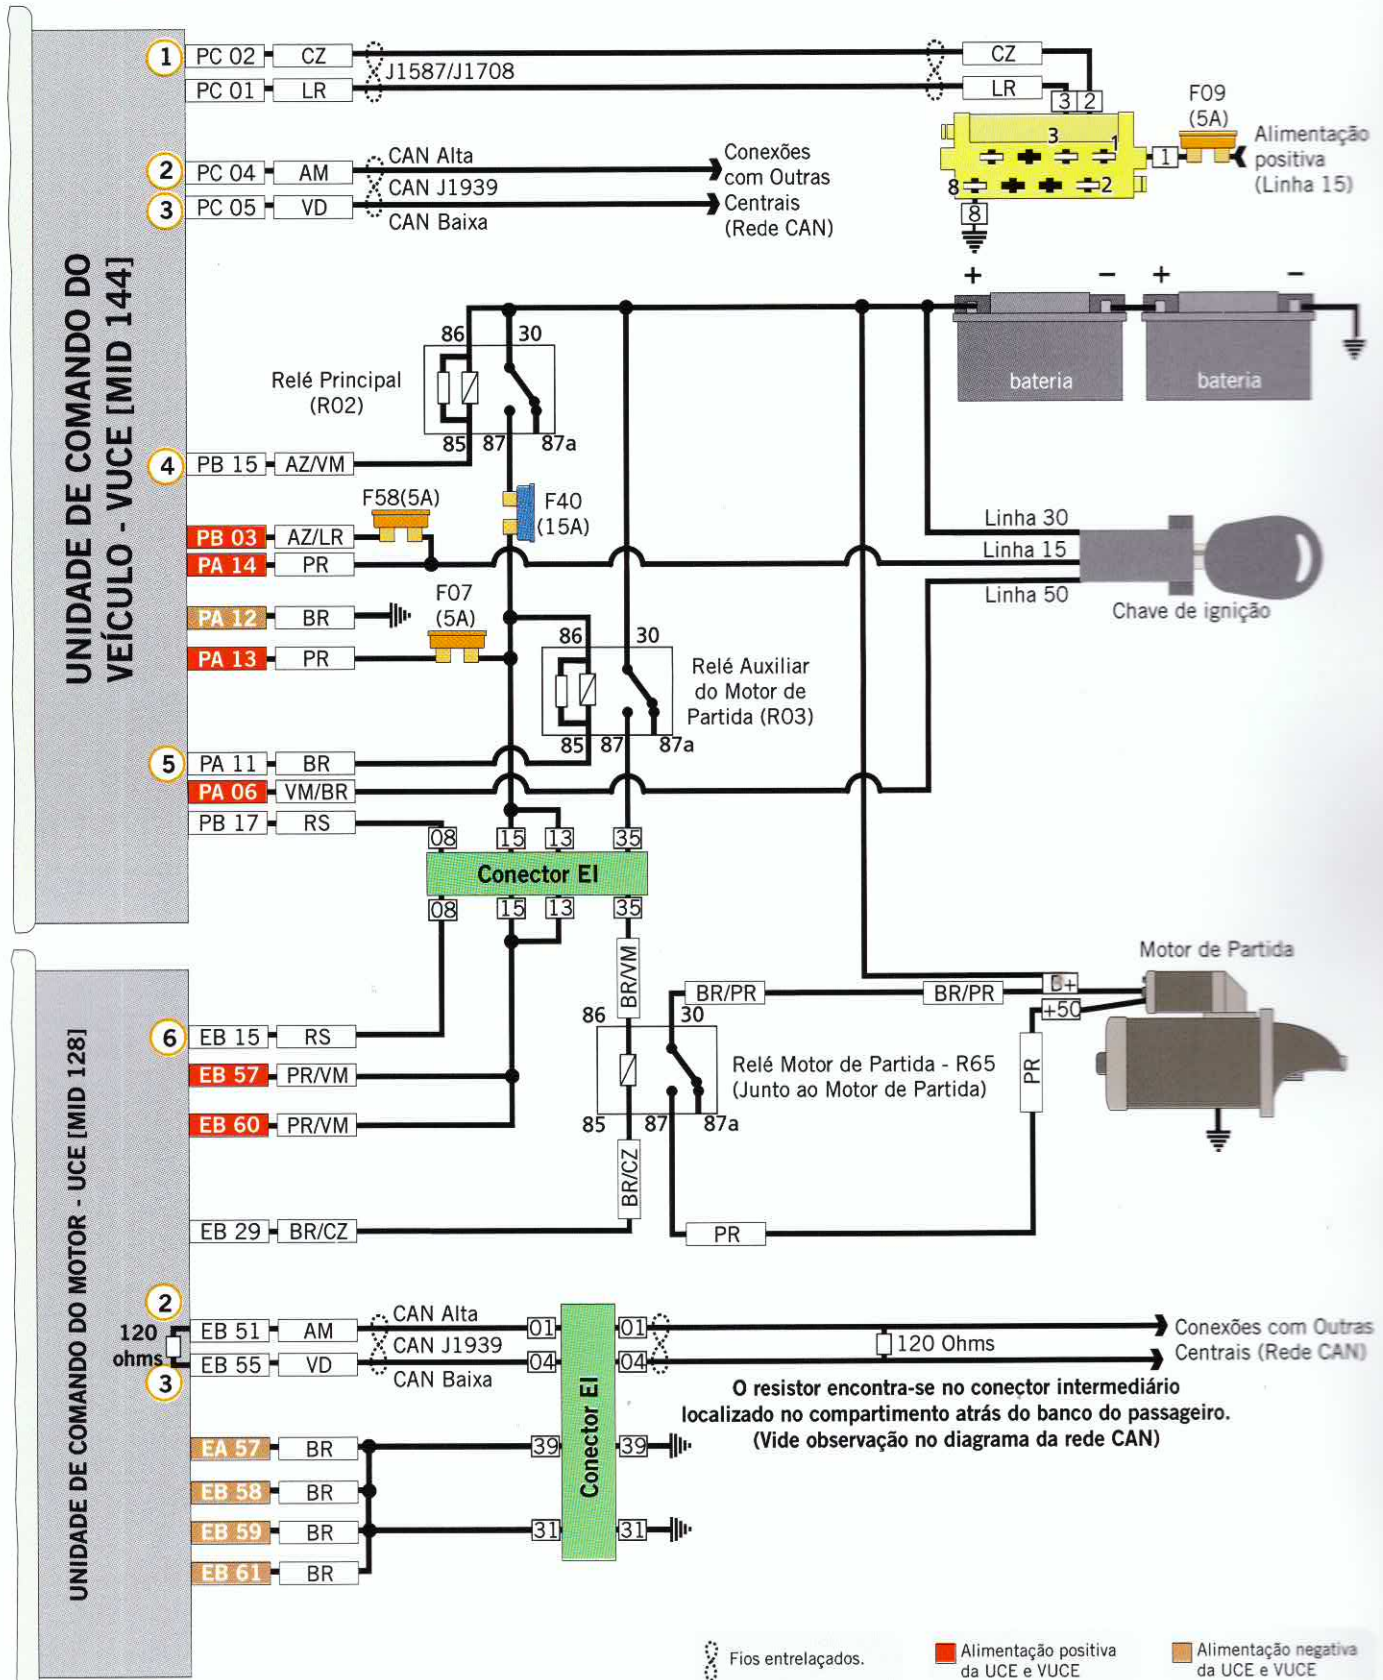 UNIDADE DE COMANDO DO
VEÍCULO - VUCE [MID 144]
1
PC 02
CZ
PC 01
LR
J1587/J1708
CZ
LR
3
2
F09
(5A)
3
1
1
8
2
8
Alimentação
positiva
(Linha 15)
2
PC 04
AM
CAN Alta
CAN J1939
3
PC 05
VD
CAN Baixa
Conexões
com Outras
Centrais
(Rede CAN)
+
-
+
-
bateria
bateria
86
30
Relé Principal
(R02)
85
87
87a
4
PB 15
AZ/VM
F58(5A)
F40
(15A)
PB 03
AZ/LR
PA 14
PR
Linha 30
Linha 15
Linha 50
Chave de ignição
F07
(5A)
PA 12
BR
PA 13
PR
86
30
Relé Auxiliar
do Motor de
Partida (R03)
85
87
87a
5
PA 11
BR
PA 06
VM/BR
PB 17
RS
08
15
13
35
Conector EI
08
15
13
35
BR/VM
Motor de Partida
UNIDADE DE COMANDO DO MOTOR - UCE [MID 128]
BR/PR
BR/PR
B+
+50
6
EB 15
RS
86
30
EB 57
PR/VM
Relé Motor de Partida - R65
(Junto ao Motor de Partida)
PR
EB 60
PR/VM
85
87
87a
BR/CZ
EB 29
BR/CZ
PR
2
120
ohms
3
EB 51
AM
CAN Alta
CAN J1939
EB 55
VD
CAN Baixa
01
01
04
04
120 Ohms
Conexões com Outras
Centrais (Rede CAN)
O resistor encontra-se no conector intermediário
localizado no compartimento atrás do banco do passageiro.
(Vide observação no diagrama da rede CAN)
Conector EI
EA 57
BR
39
39
EB 58
BR
EB 59
BR
31
31
EB 61
BR
Fios entrelaçados.
Alimentação positiva
da UCE e VUCE
Alimentação negativa
da UCE e VUCE